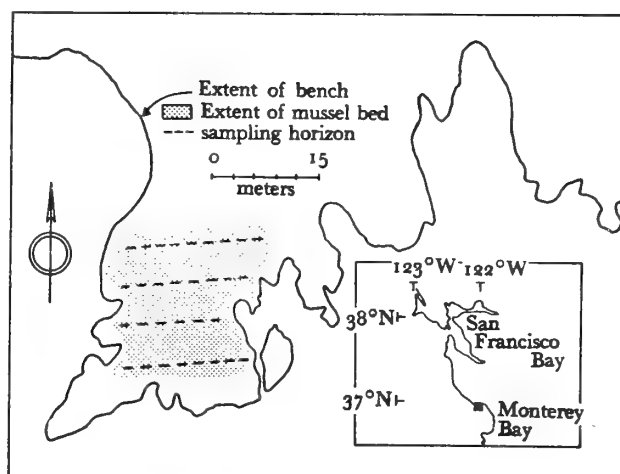 Extent of bench
Extent of mussel bed
sampling horizon
0 15
meters
123°W 122°W
38°N
San
Francisco
Bay
37°N
Monterey
Bay